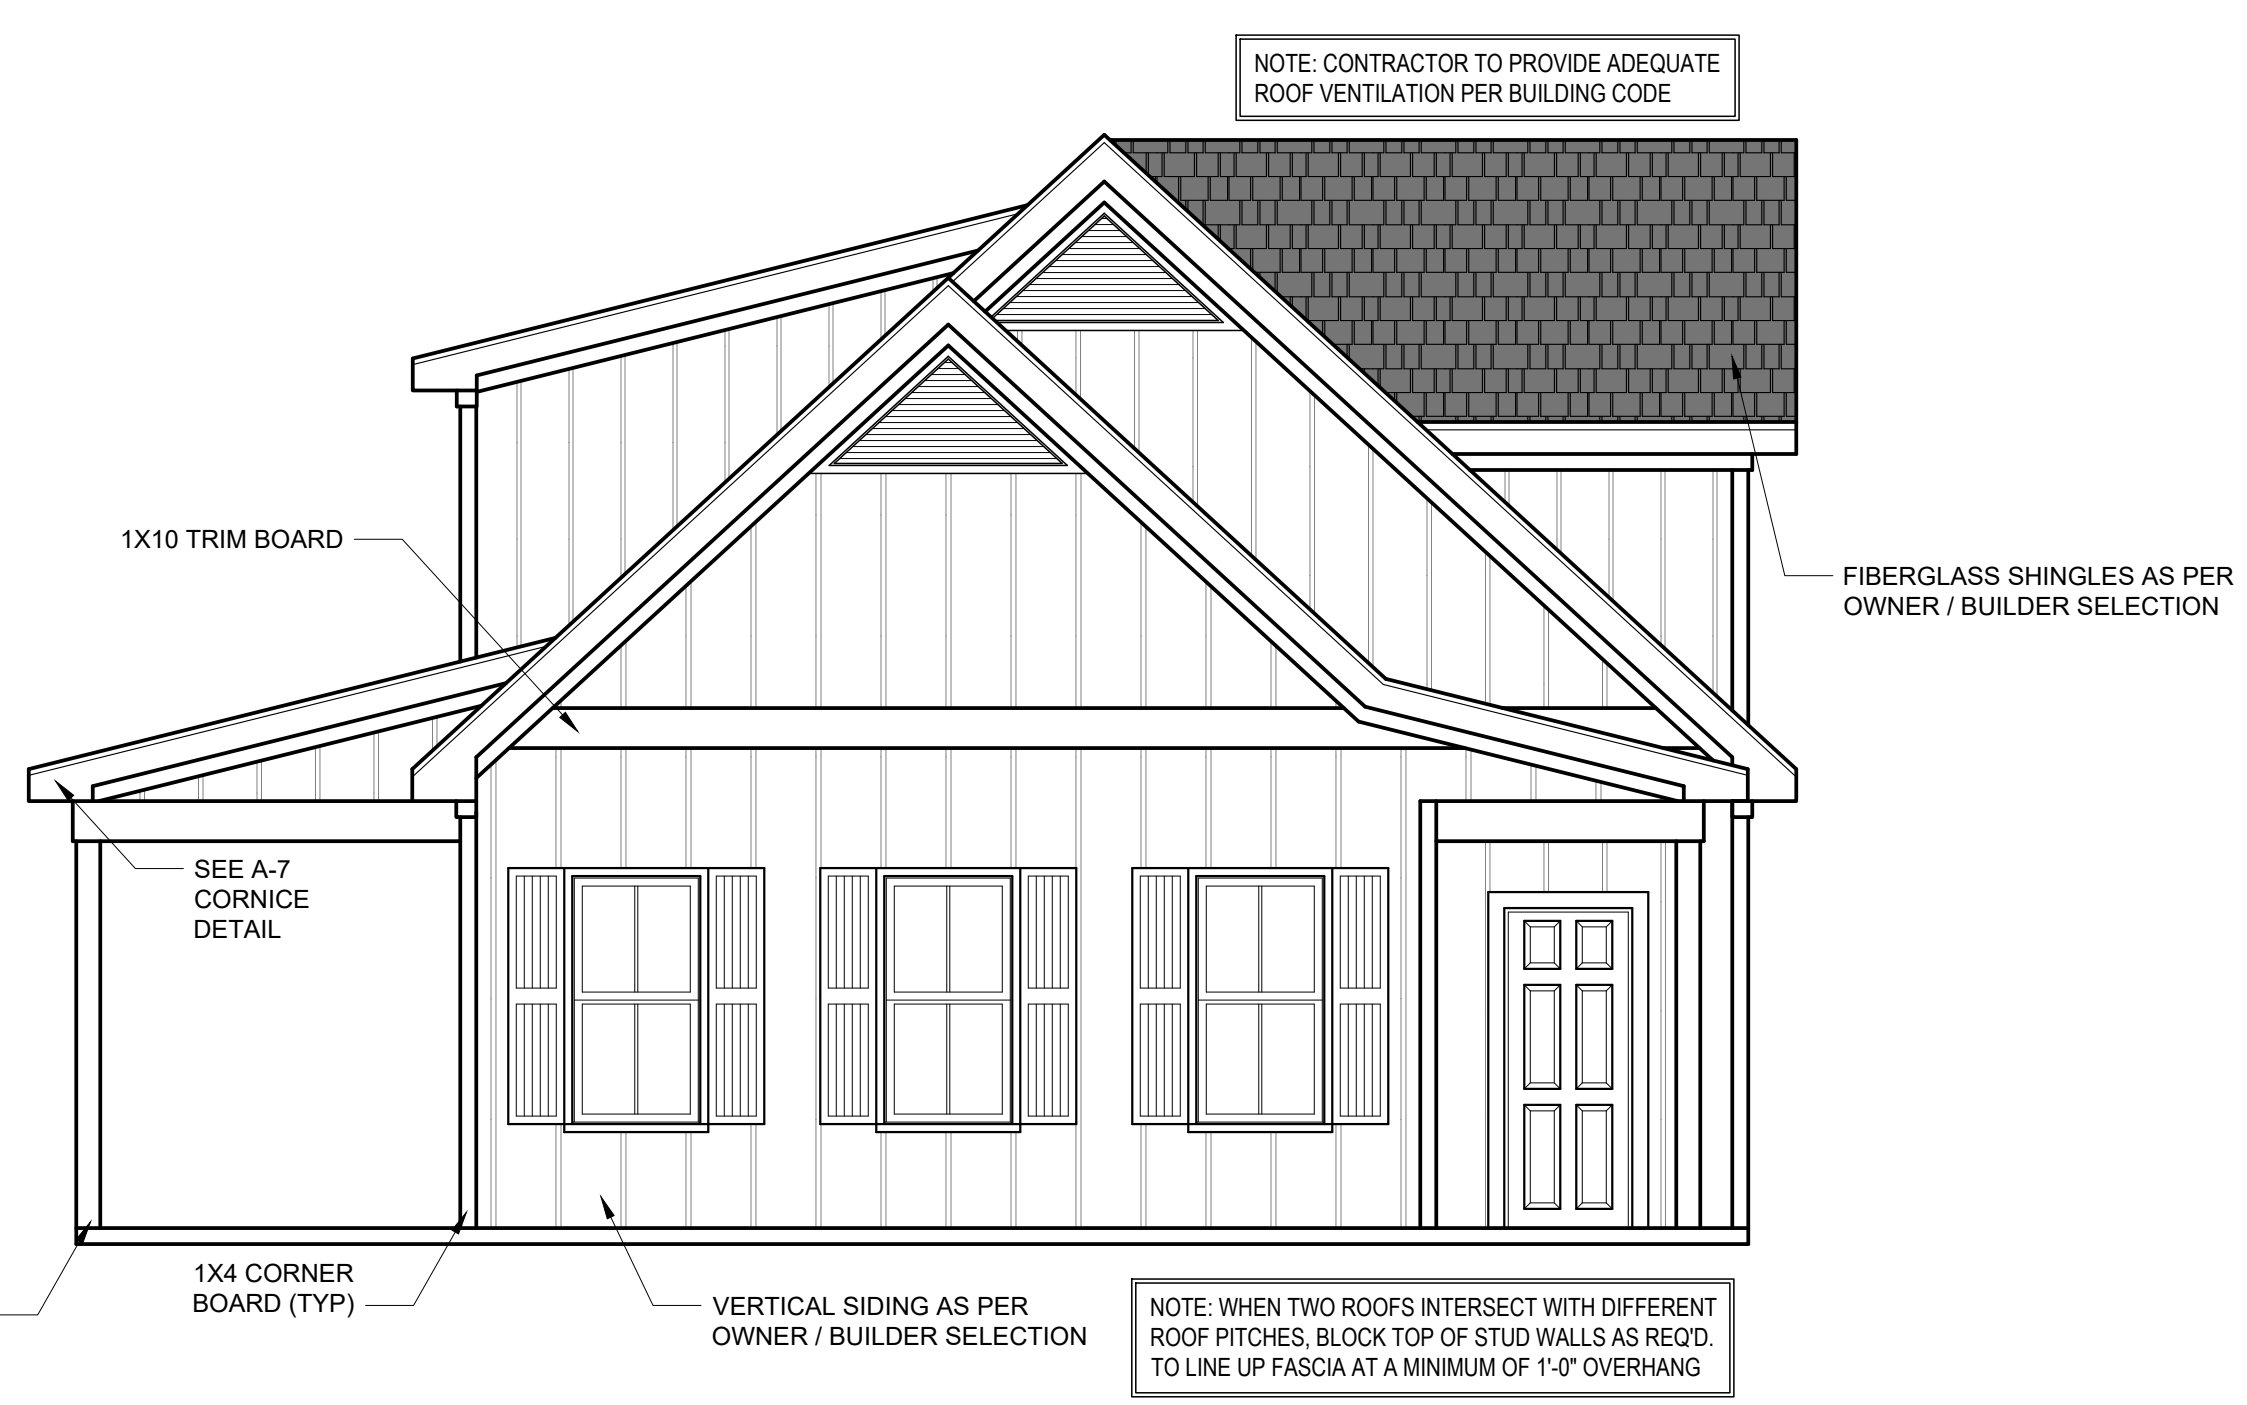 NOTE: CONTRACTOR TO PROVIDE ADEQUATE
ROOF VENTILATION PER BUILDING CODE
1X10 TRIM BOARD
FIBERGLASS SHINGLES AS PER
OWNER / BUILDER SELECTION
SEE A-7
CORNICE
DETAIL
1X4 CORNER
BOARD (TYP)
VERTICAL SIDING AS PER
OWNER / BUILDER SELECTION
NOTE: WHEN TWO ROOFS INTERSECT WITH DIFFERENT
ROOF PITCHES, BLOCK TOP OF STUD WALLS AS REQ'D.
TO LINE UP FASCIA AT A MINIMUM OF 1'-0" OVERHANG